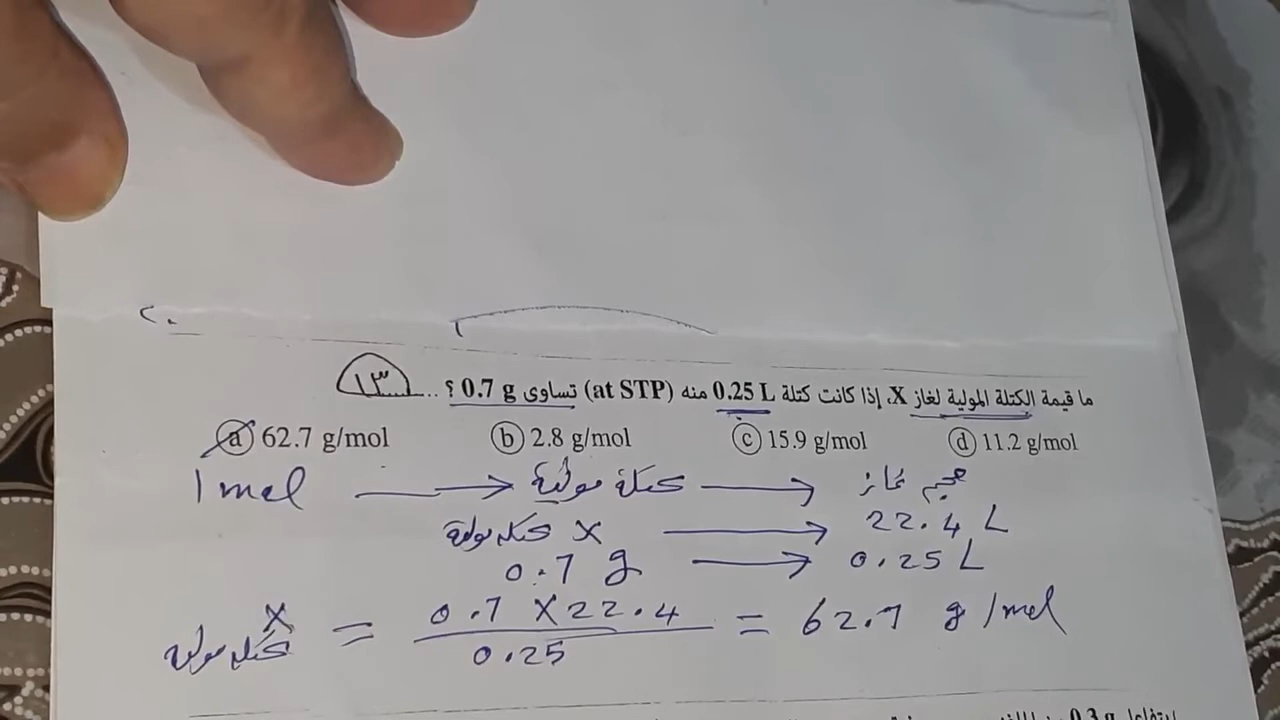 ١٣
ما قيمة الكتلة المولية لغاز X، إذا كانت كتلة 0.25 L منه (at STP) تساوى 0.7 g ؟
a 62.7 g/mol b 2.8 g/mol c 15.9 g/mol d 11.2 g/mol
1 mol → كتلة مولية → حجم غاز
كتلة مولية X → 22.4 L
0.7 g → 0.25 L
X كتلة مولية = 0.7 X 22.4 / 0.25 = 62.7 g/mol
0.3 g